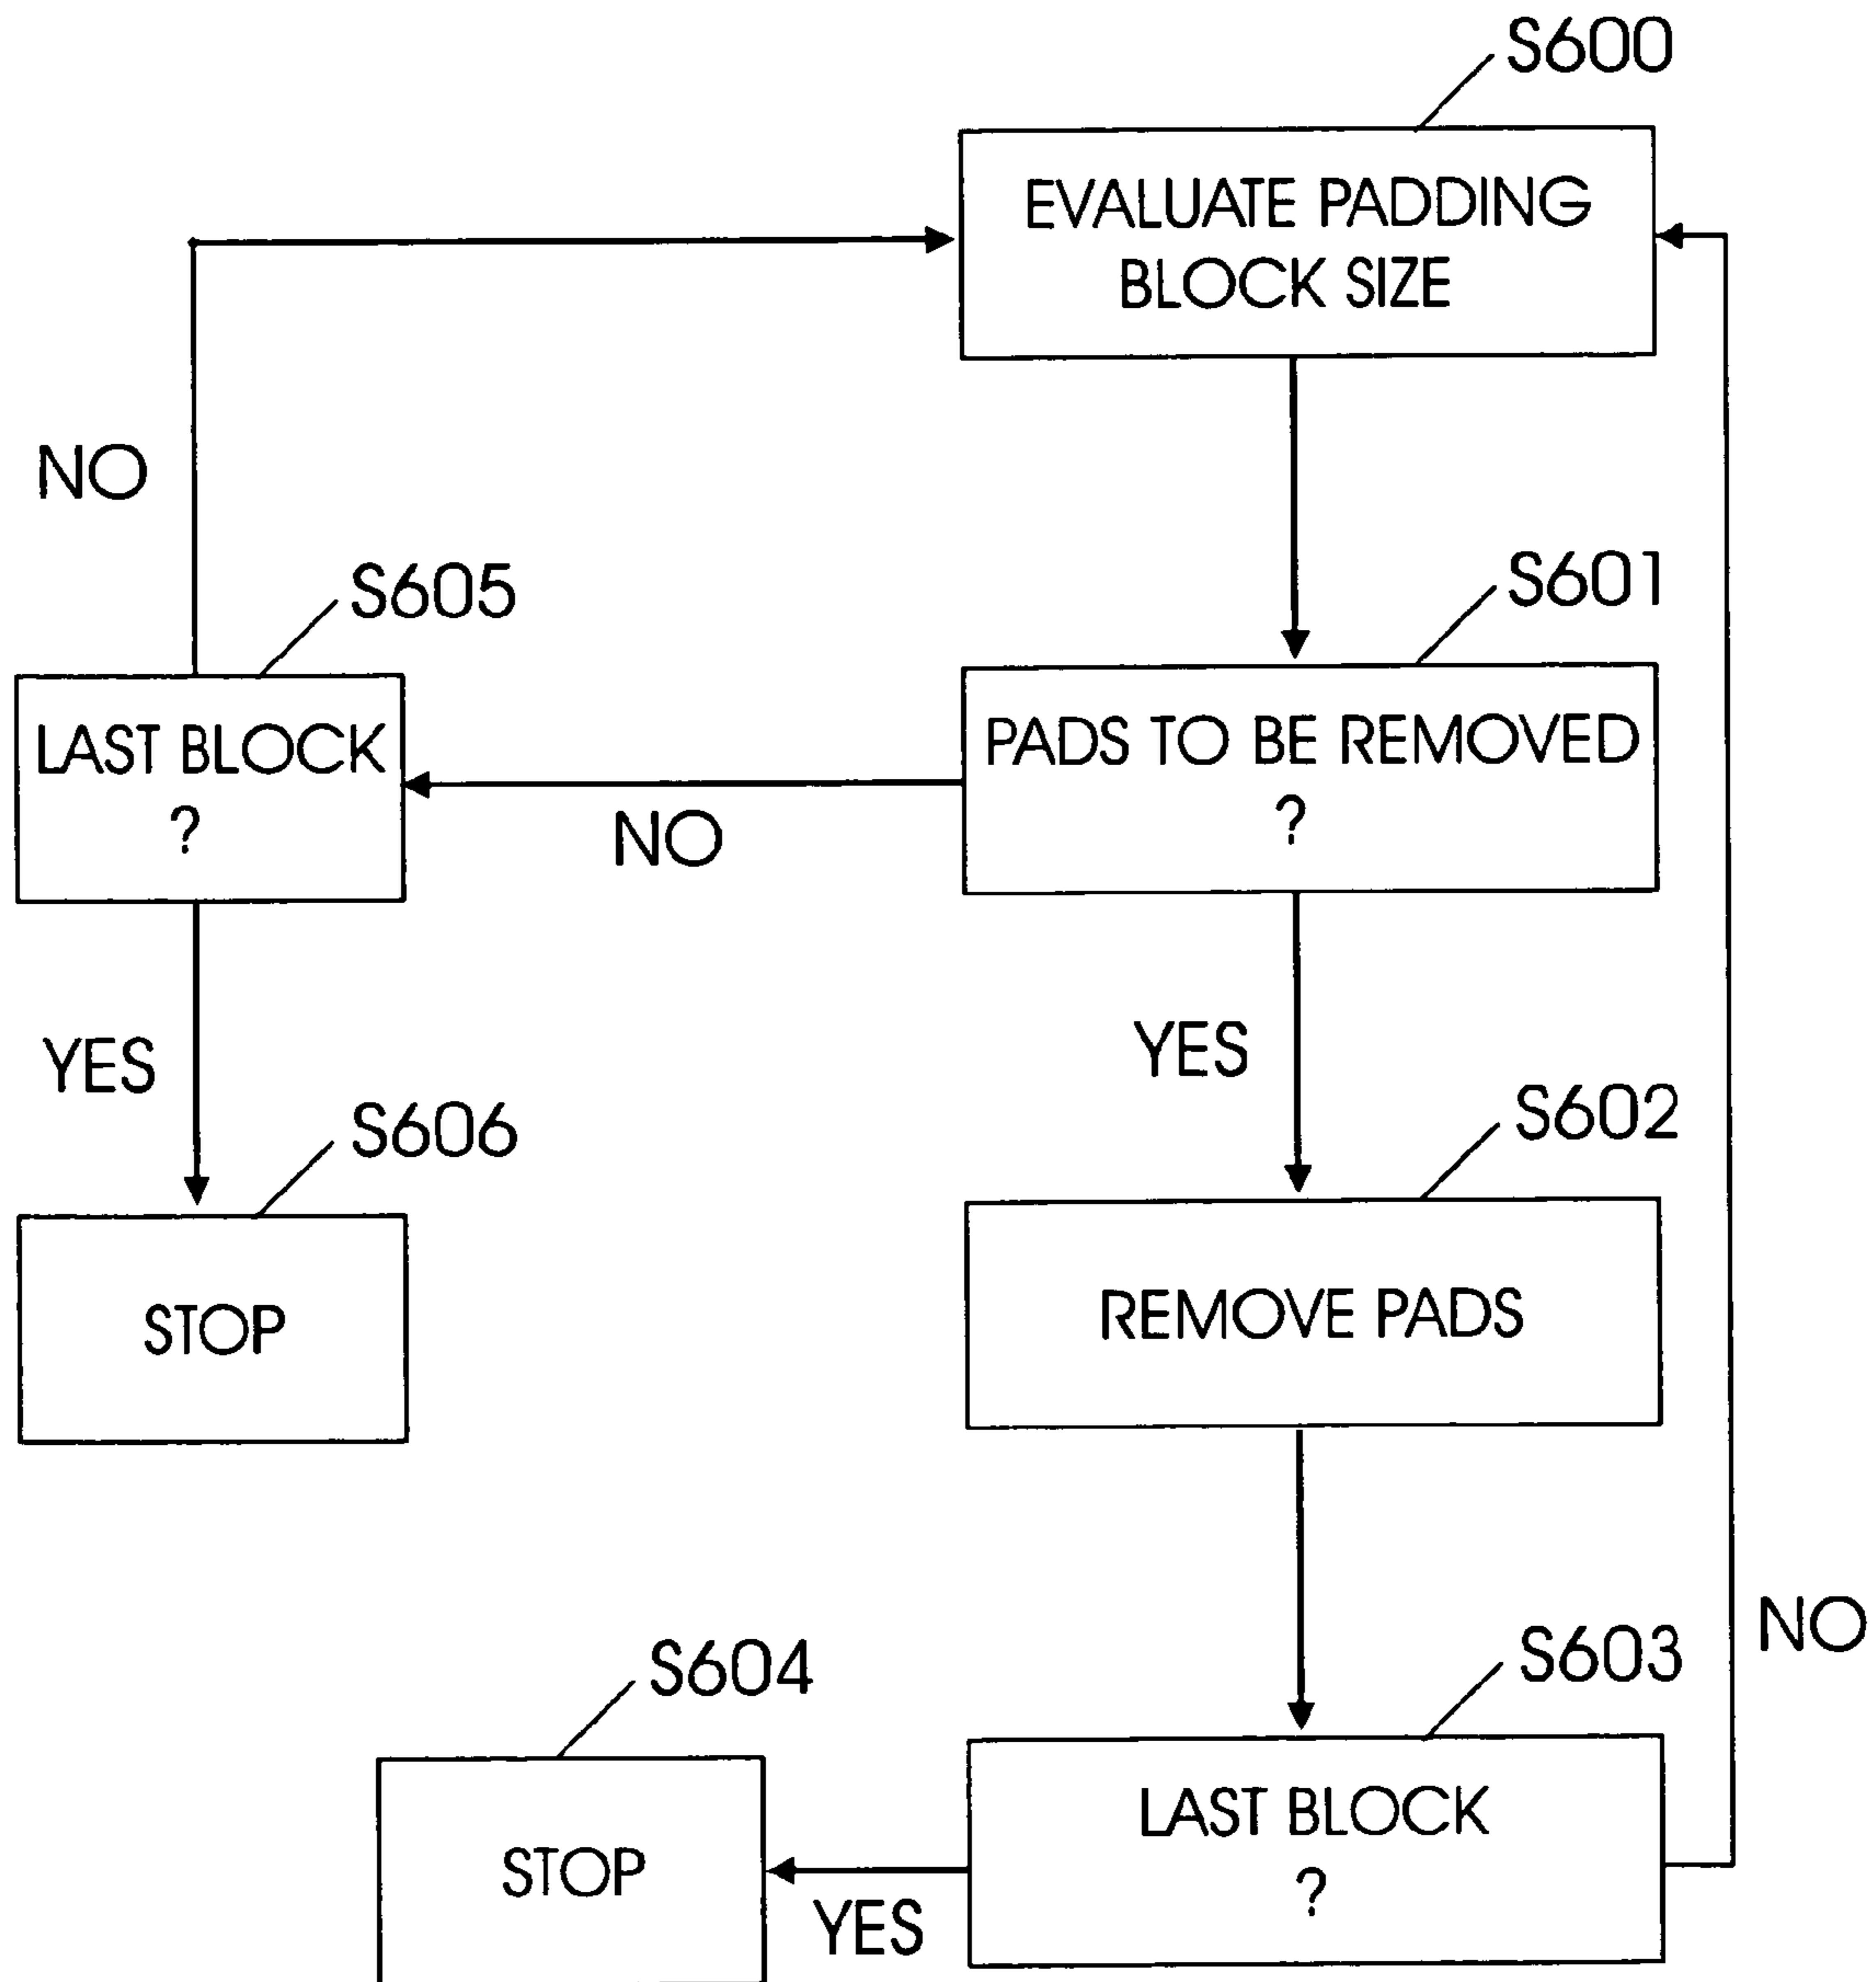 S600
EVALUATE PADDING
BLOCK SIZE
NO
S605
S601
LAST BLOCK
?
NO
PADS TO BE REMOVED
?
YES
YES
S606
S602
STOP
REMOVE PADS
NO
S604
S603
STOP
YES
LAST BLOCK
?